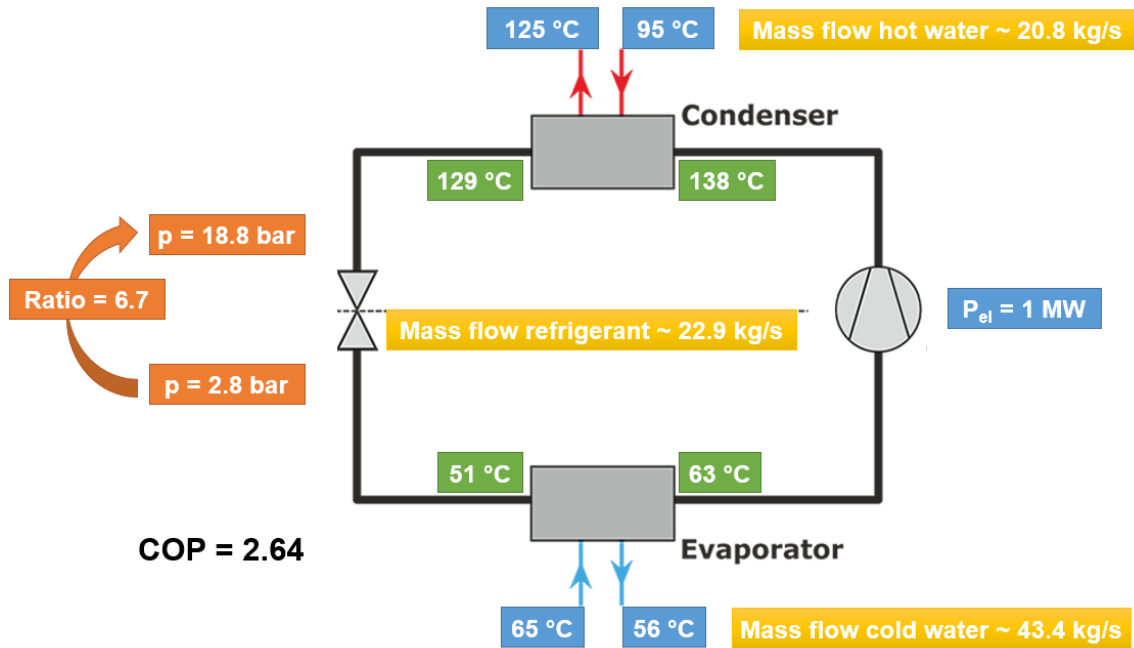 125 °C
95 °C
Mass flow hot water ~ 20.8 kg/s
Condenser
129 °C
138 °C
p = 18.8 bar
Ratio = 6.7
Mass flow refrigerant ~ 22.9 kg/s
Pel = 1 MW
p = 2.8 bar
51 °C
63 °C
COP = 2.64
Evaporator
65 °C
56 °C
Mass flow cold water ~ 43.4 kg/s